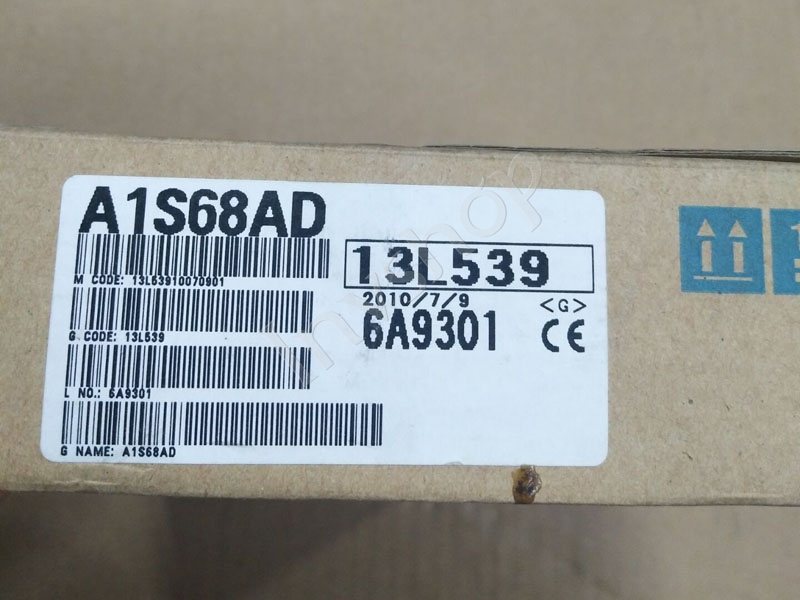 A1S68AD
M CODE: 13L53910070901
13L539
2010/7/9
<G>
G CODE: 13L539
6A9301
CE
L NO.: 6A9301
G NAME: A1S68AD